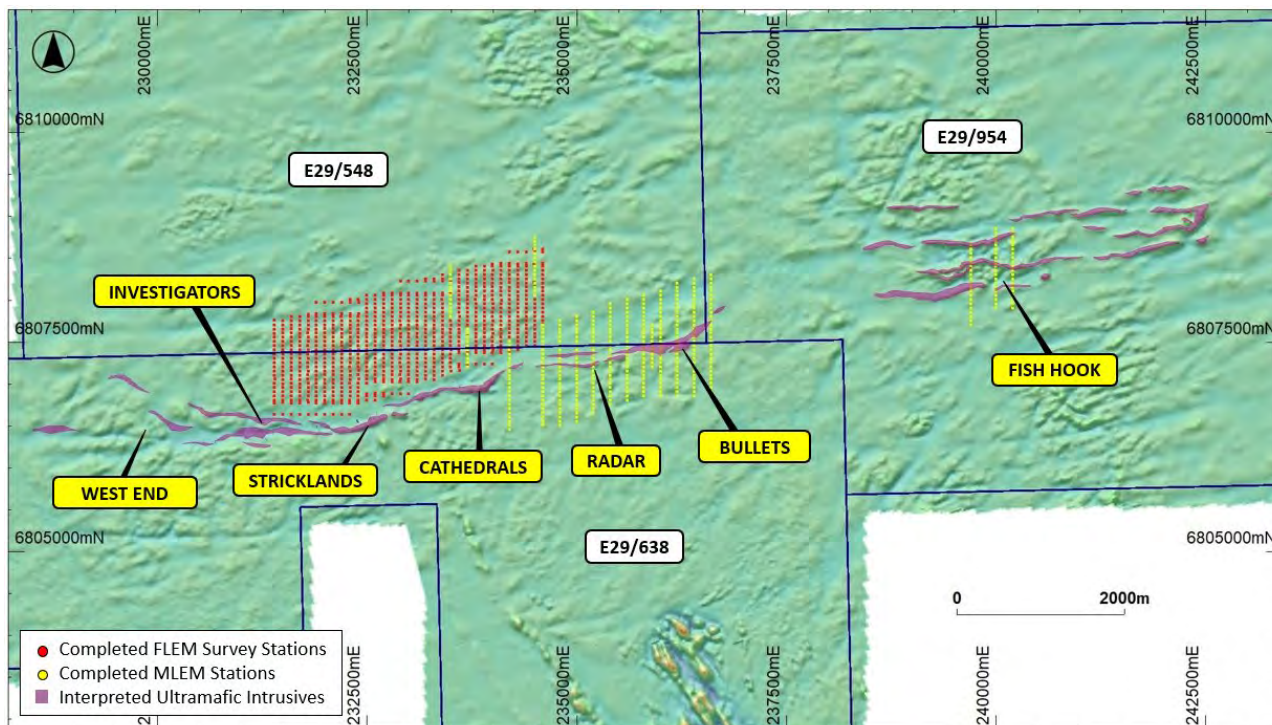 230000mE
232500mE
235000mE
237500mE
240000mE
242500mE
6810000mN
6810000mN
E29/954
E29/548
INVESTIGATORS
6807500mN
6807500mN
FISH HOOK
BULLETS
RADAR
CATHEDRALS
STRICKLANDS
WEST END
E29/638
6805000mN
6805000mN
0 2000m
Completed FLEM Survey Stations
Completed MLEM Stations
Interpreted Ultramafic Intrusives
232500mE
235000mE
237500mE
240000mE
242500mE